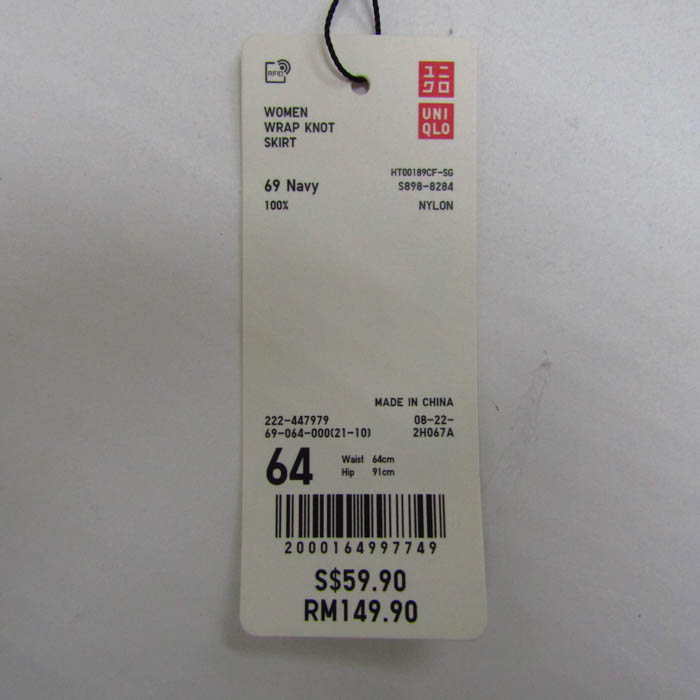 RFID
ユニ
クロ
UNI
QLO
WOMEN
WRAP KNOT
SKIRT
HT00189CF-SG
69 Navy S898-8284
100% NYLON
MADE IN CHINA
222-447979 08-22-
69-064-000(21-10) 2H067A
64 Waist 64cm
Hip 91cm
2000164997749
S$59.90
RM149.90